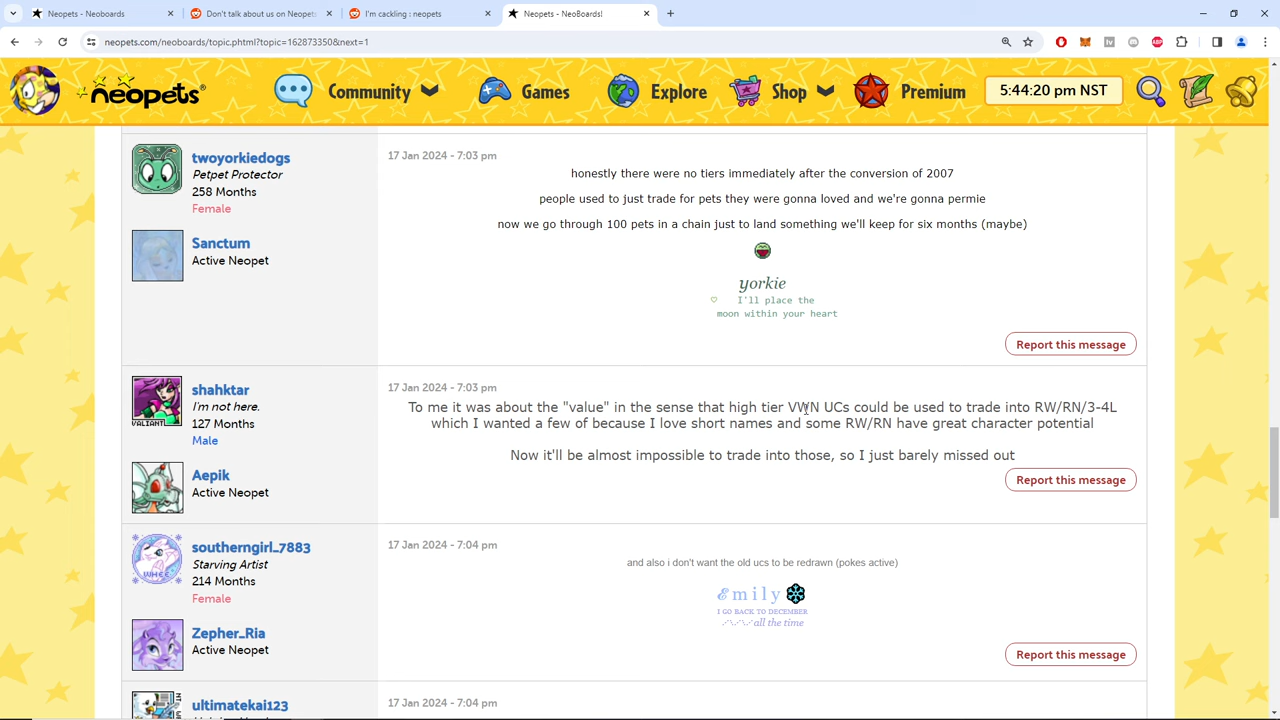 Neopets - NeoBoards
Don't talk about us on Neopets
I'm cackling : neopets
Neopets - NeoBoards!
neopets.com/neoboards/topic.phtml?topic=162873350&next=1
neopets
Community
Games
Explore
Shop
Premium
5:44:20 pm NST
twoyorkiedogs
Petpet Protector
258 Months
Female
Sanctum
Active Neopet
17 Jan 2024 - 7:03 pm
honestly there were no tiers immediately after the conversion of 2007
people used to just trade for pets they were gonna loved and we're gonna permie
now we go through 100 pets in a chain just to land something we'll keep for six months (maybe)
yorkie
I'll place the
moon within your heart
Report this message
VALIANT
shahktar
I'm not here.
127 Months
Male
Aepik
Active Neopet
17 Jan 2024 - 7:03 pm
To me it was about the "value" in the sense that high tier VWN UCs could be used to trade into RW/RN/3-4L
which I wanted a few of because I love short names and some RW/RN have great character potential
Now it'll be almost impossible to trade into those, so I just barely missed out
Report this message
WHEE
southerngirl_7883
Starving Artist
214 Months
Female
Zepher_Ria
Active Neopet
17 Jan 2024 - 7:04 pm
and also i don't want the old ucs to be redrawn (pokes active)
Emily
I GO BACK TO DECEMBER
all the time
Report this message
ultimatekai123
17 Jan 2024 - 7:04 pm